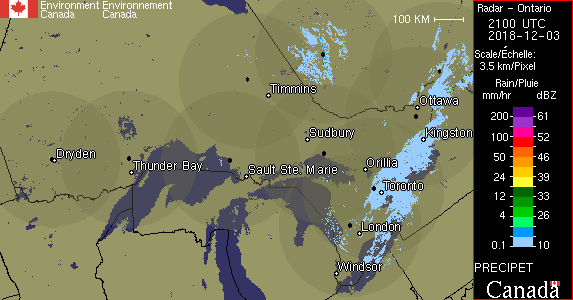 Environment Environnement
Canada Canada
100 KM
Timmins
Ottawa
Sudbury
Kingston
Dryden
Thunder Bay
Sault Ste. Marie
Orillia
Toronto
London
Windsor
Radar - Ontario
2100 UTC
2018-12-03
Scale/Échelle:
3.5 km/Pixel
Rain/Pluie
mm/hr dBZ
200 61
100 52
50 46
24 39
12 33
4 26
0.1 10
PRECIPET
Canada